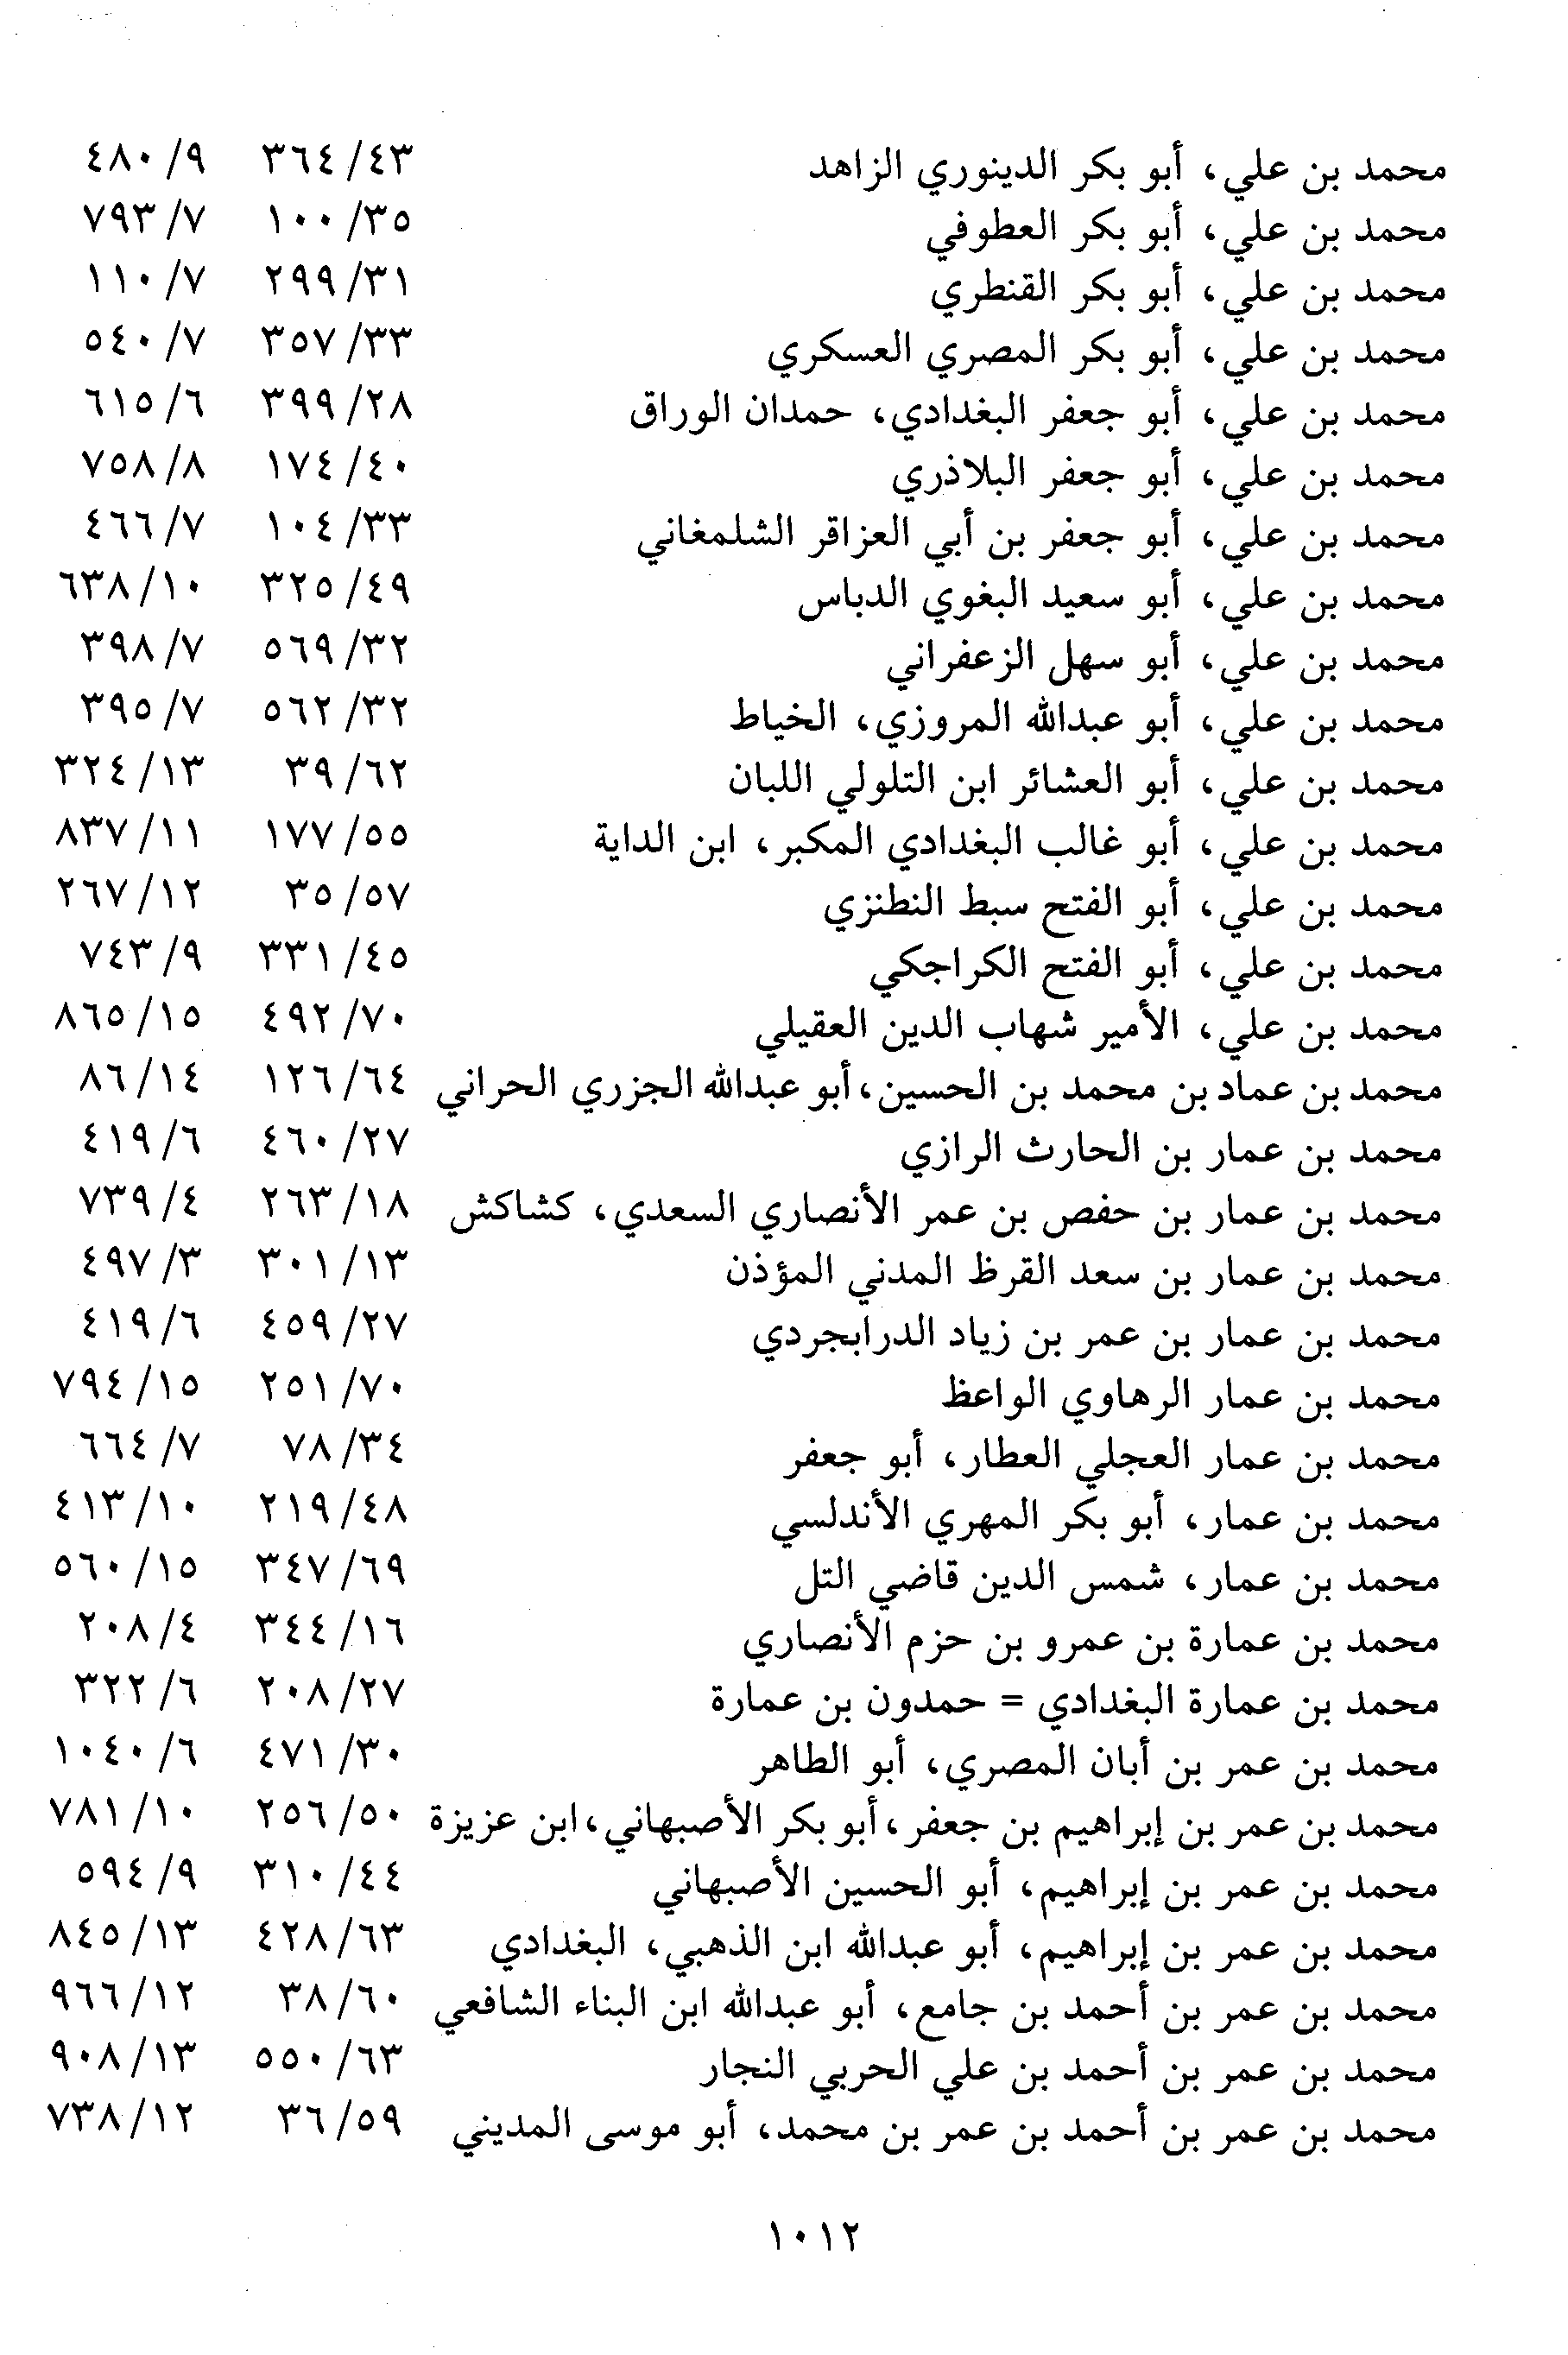 محمد بن علي، أبو بكر الدينوري الزاهد ٤٣/ ٣٦٤ ٩/ ٤٨٠
محمد بن علي، أبو بكر العطوفي ٣٥/ ١٠٠ ٧/ ٧٩٣
محمد بن علي، أبو بكر القنطري ٣١/ ٢٩٩ ٧/ ١١٠
محمد بن علي، أبو بكر المصري العسكري ٣٣/ ٣٥٧ ٧/ ٥٤٠
محمد بن علي، أبو جعفر البغدادي، حمدان الوراق ٢٨/ ٣٩٩ ٦/ ٦١٥
محمد بن علي، أبو جعفر البلاذري ٤٠/ ١٧٤ ٨/ ٧٥٨
محمد بن علي، أبو جعفر بن أبي العزاقر الشلمغاني ٣٣/ ١٠٤ ٧/ ٤٦٦
محمد بن علي، أبو سعيد البغوي الدباس ٤٩/ ٣٢٥ ١٠/ ٦٣٨
محمد بن علي، أبو سهل الزعفراني ٣٢/ ٥٦٩ ٧/ ٣٩٨
محمد بن علي، أبو عبدالله المروزي، الخياط ٣٢/ ٥٦٢ ٧/ ٣٩٥
محمد بن علي، أبو العشائر ابن التلولي اللبان ٦٢/ ٣٩ ١٣/ ٣٢٤
محمد بن علي، أبو غالب البغدادي المكبر، ابن الداية ٥٥/ ١٧٧ ١١/ ٨٣٧
محمد بن علي، أبو الفتح سبط النطنزي ٥٧/ ٣٥ ١٢/ ٢٦٧
محمد بن علي، أبو الفتح الكراجكي ٤٥/ ٣٣١ ٩/ ٧٤٣
محمد بن علي، الأمير شهاب الدين العقيلي ٧٠/ ٤٩٢ ١٥/ ٨٦٥
محمد بن عماد بن محمد بن الحسين، أبو عبدالله الجزري الحراني ٦٤/ ١٢٦ ١٤/ ٨٦
محمد بن عمار بن الحارث الرازي ٢٧/ ٤٦٠ ٦/ ٤١٩
محمد بن عمار بن حفص بن عمر الأنصاري السعدي، كشاكش ١٨/ ٢٦٣ ٤/ ٧٣٩
محمد بن عمار بن سعد القرظ المدني المؤذن ١٣/ ٣٠١ ٣/ ٤٩٧
محمد بن عمار بن عمر بن زياد الدرابجردي ٢٧/ ٤٥٩ ٦/ ٤١٩
محمد بن عمار الرهاوي الواعظ ٧٠/ ٢٥١ ١٥/ ٧٩٤
محمد بن عمار العجلي العطار، أبو جعفر ٣٤/ ٧٨ ٧/ ٦٦٤
محمد بن عمار، أبو بكر المهري الأندلسي ٤٨/ ٢١٩ ١٠/ ٤١٣
محمد بن عمار، شمس الدين قاضي التل ٦٩/ ٣٤٧ ١٥/ ٥٦٠
محمد بن عمارة بن عمرو بن حزم الأنصاري ١٦/ ٣٤٤ ٤/ ٢٠٨
محمد بن عمارة البغدادي = حمدون بن عمارة ٢٧/ ٢٠٨ ٦/ ٣٢٢
محمد بن عمر بن أبان المصري، أبو الطاهر ٣٠/ ٤٧١ ٦/ ١٠٤٠
محمد بن عمر بن إبراهيم بن جعفر، أبو بكر الأصبهاني، ابن عزيزة ٥٠/ ٢٥٦ ١٠/ ٧٨١
محمد بن عمر بن إبراهيم، أبو الحسين الأصبهاني ٤٤/ ٣١٠ ٩/ ٥٩٤
محمد بن عمر بن إبراهيم، أبو عبدالله ابن الذهبي، البغدادي ٦٣/ ٤٢٨ ١٣/ ٨٤٥
محمد بن عمر بن أحمد بن جامع، أبو عبدالله ابن البناء الشافعي ٦٠/ ٣٨ ١٢/ ٩٦٦
محمد بن عمر بن أحمد بن علي الحربي النجار ٦٣/ ٥٥٠ ١٣/ ٩٠٨
محمد بن عمر بن أحمد بن عمر بن محمد، أبو موسى المديني ٥٩/ ٣٦ ١٢/ ٧٣٨
١٠١٢